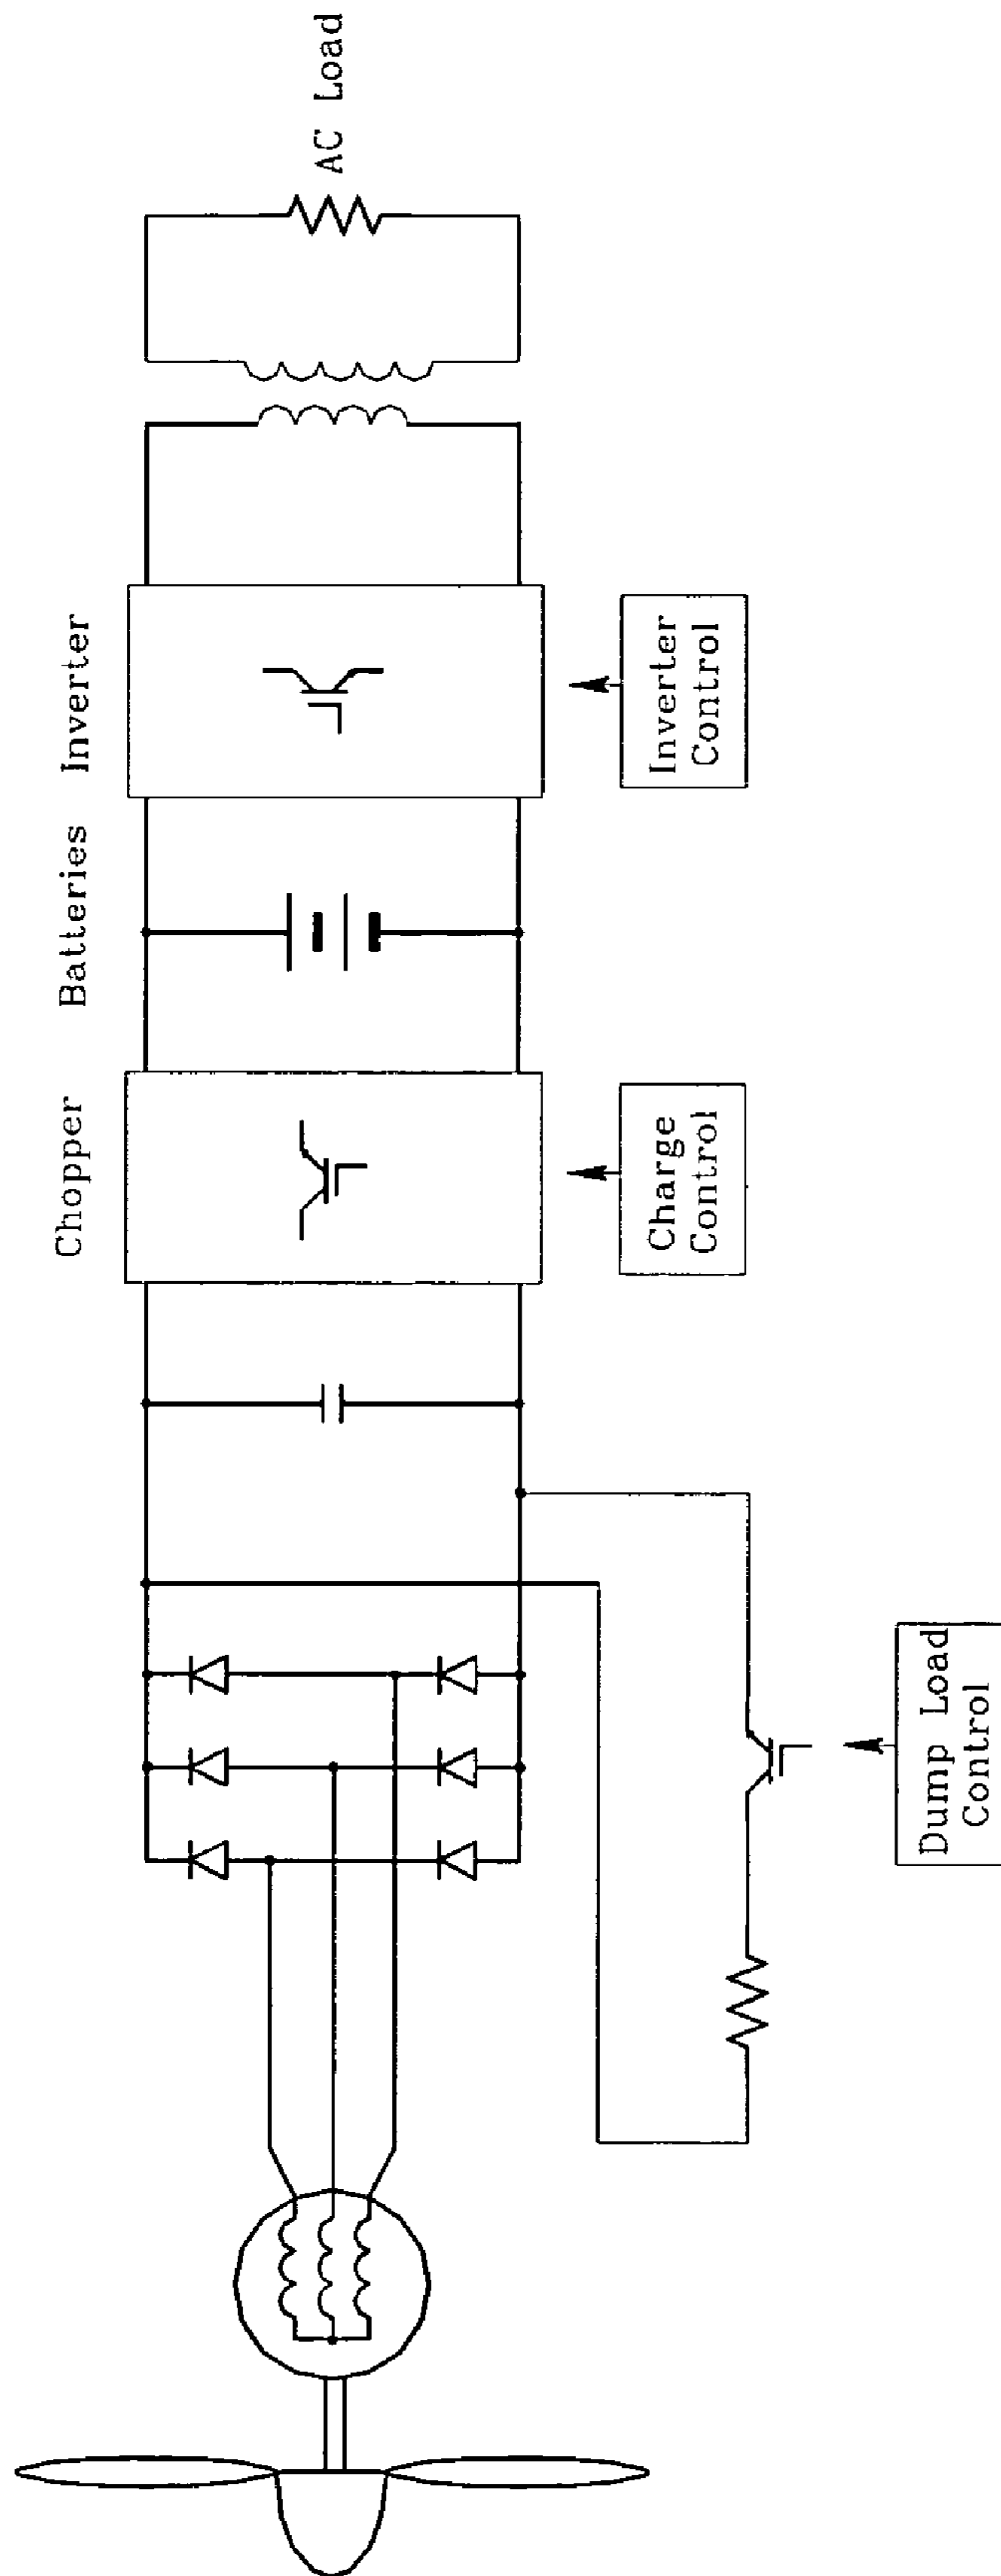 Chopper
Batteries
Inverter
AC Load
Charge
Control
Inverter
Control
Dump Load
Control